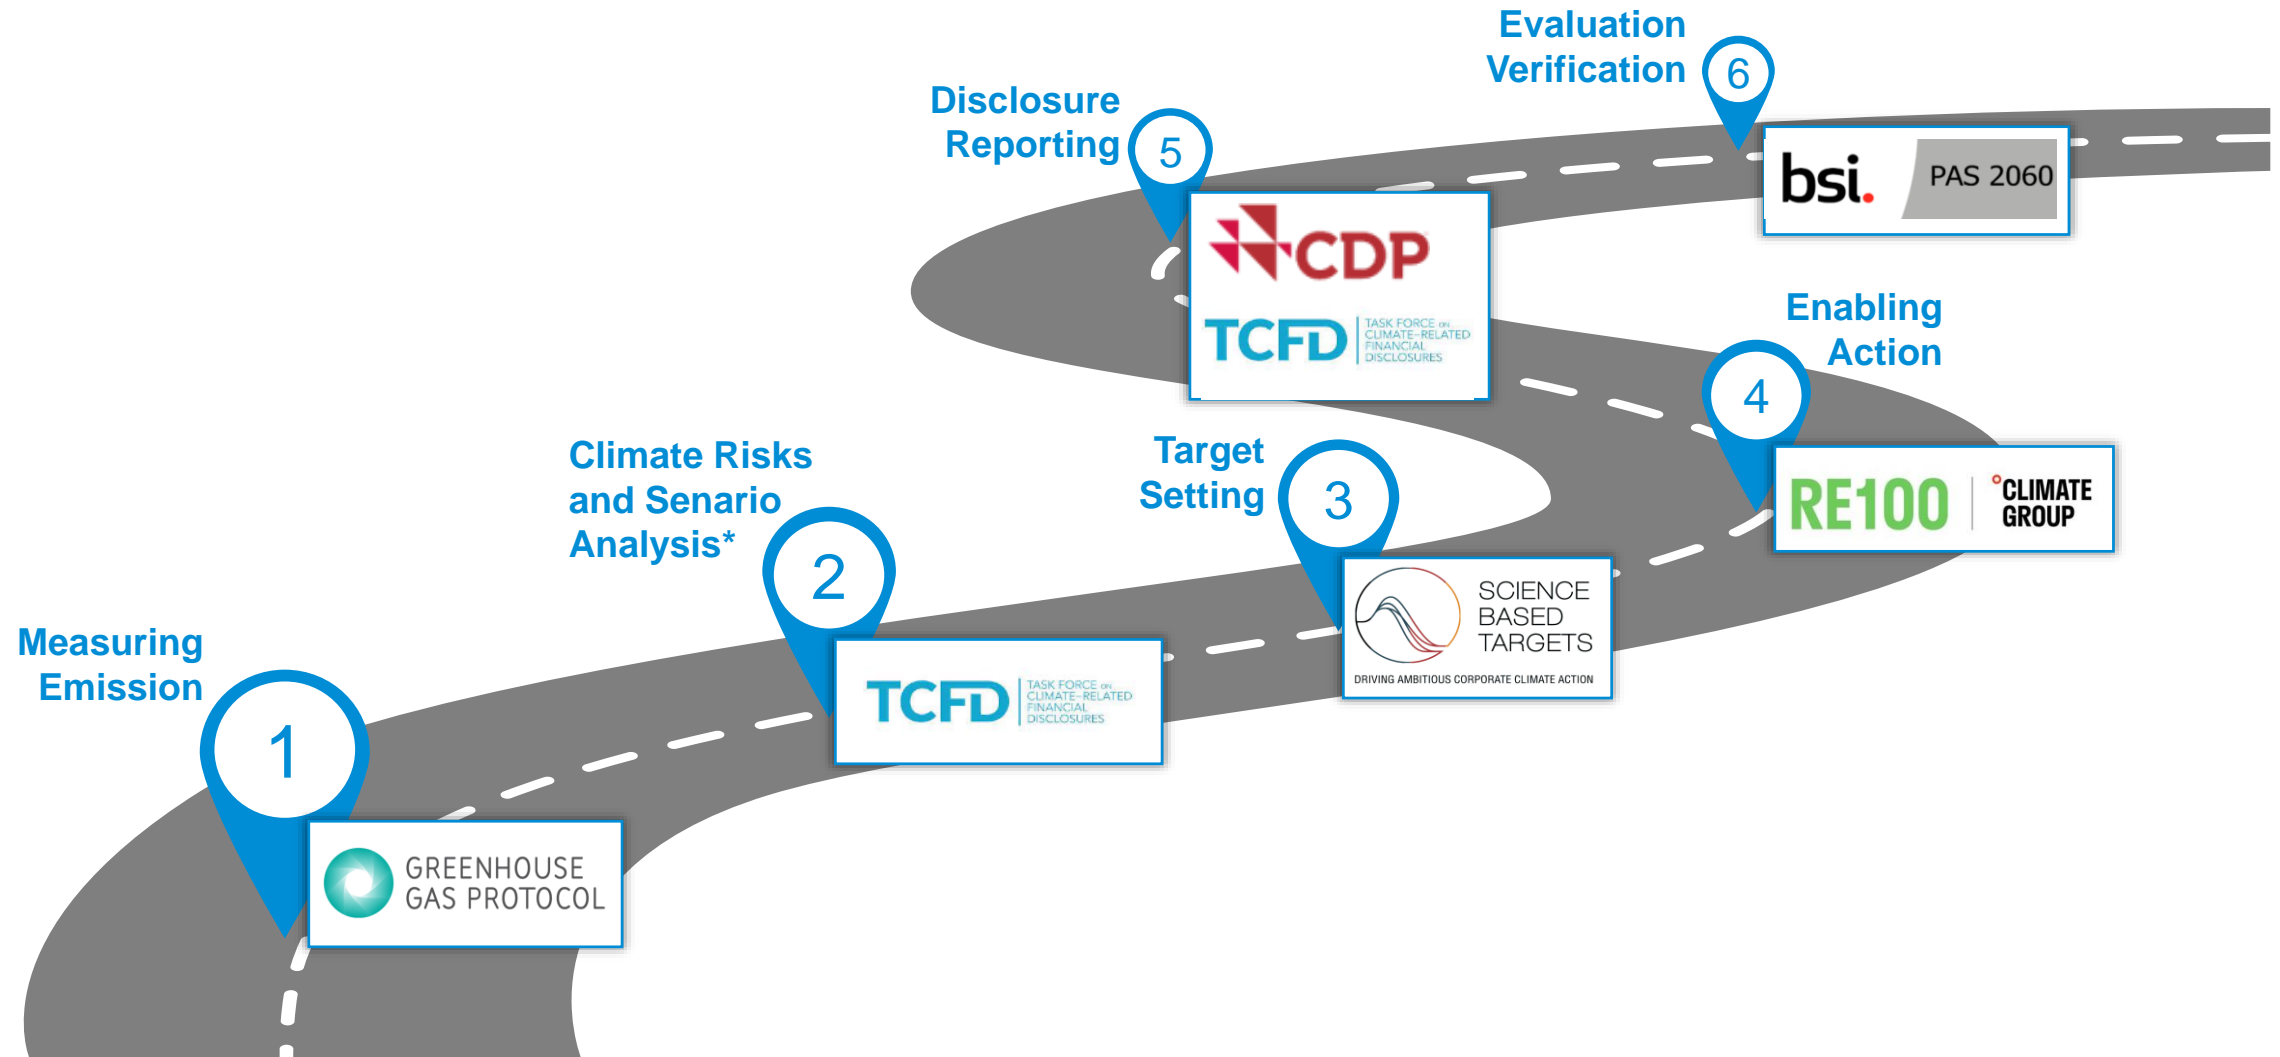 Measuring
Emission
1
GREENHOUSE
GAS PROTOCOL
Climate Risks
and Senario
Analysis*
2
TCFD
TASK FORCE ON
CLIMATE-RELATED
FINANCIAL
DISCLOSURES
Target
Setting
3
SCIENCE
BASED
TARGETS
DRIVING AMBITIOUS CORPORATE CLIMATE ACTION
Enabling
Action
4
RE100
°CLIMATE
GROUP
Disclosure
Reporting
5
CDP
TCFD
TASK FORCE ON
CLIMATE-RELATED
FINANCIAL
DISCLOSURES
Evaluation
Verification
6
bsi.
PAS 2060